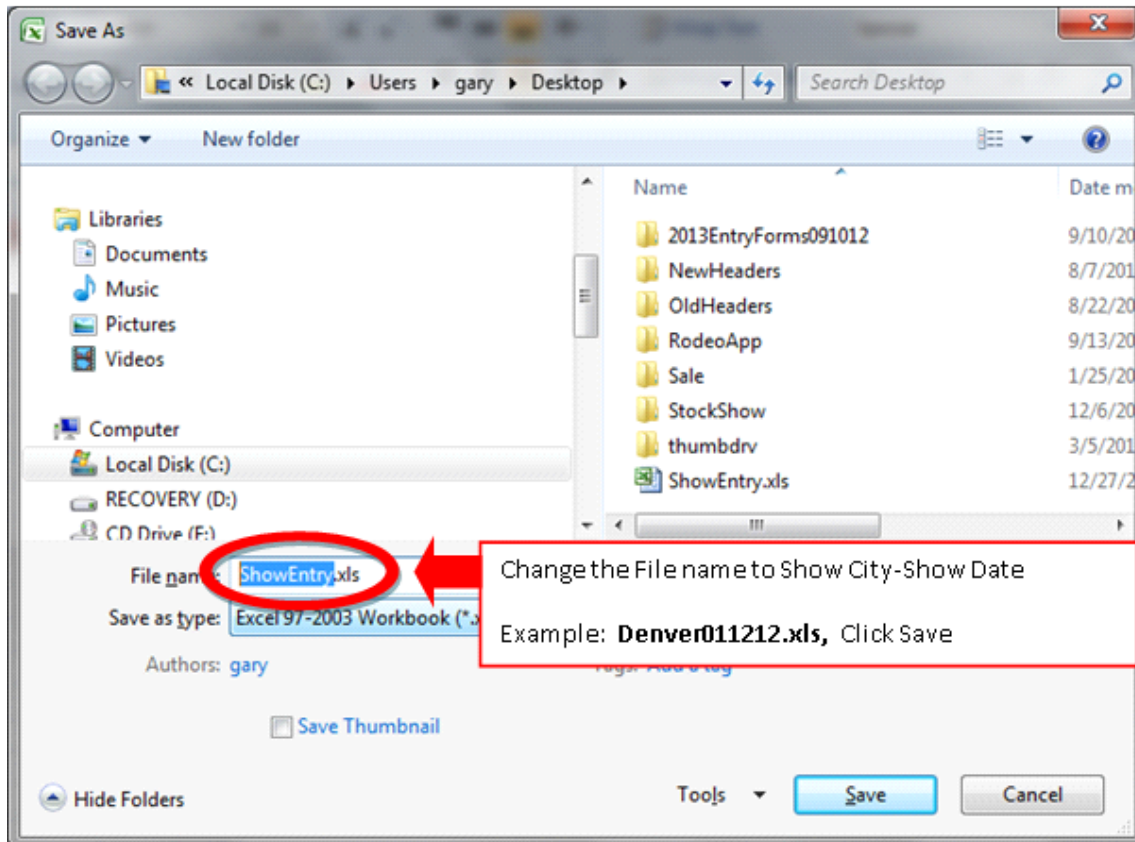 Save As
« Local Disk (C:) Users gary Desktop
Search Desktop
Organize
New folder
Name
Date m
Libraries
Documents
Music
Pictures
Videos
Computer
Local Disk (C:)
RECOVERY (D:)
CD Drive (F:)
2013EntryForms091012 9/10/20
NewHeaders 8/7/201
OldHeaders 8/22/20
RodeoApp 9/13/20
Sale 1/25/20
StockShow 12/6/20
thumbdrv 3/5/201
ShowEntry.xls 12/27/2
File name: ShowEntry.xls
Save as type: Excel 97-2003 Workbook (*.x
Change the File name to Show City-Show Date
Example: Denver011212.xls, Click Save
Authors: gary
Tags: Add a tag
Save Thumbnail
Hide Folders
Tools
Save
Cancel